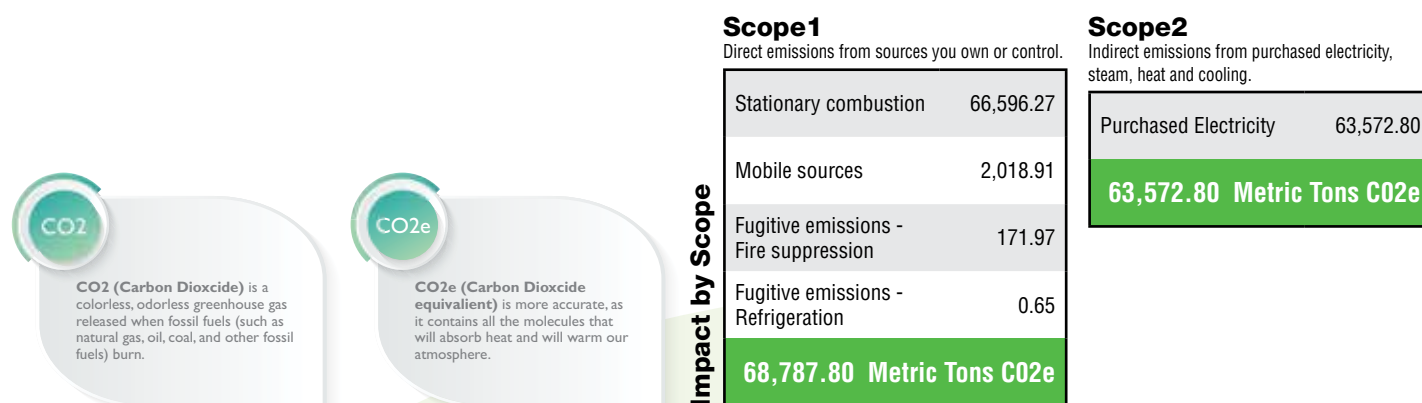 CO2
CO2 (Carbon Dioxcide) is a
colorless, odorless greenhouse gas
released when fossil fuels (such as
natural gas, oil, coal, and other fossil
fuels) burn.
CO2e
CO2e (Carbon Dioxcide
equivalient) is more accurate, as
it contains all the molecules that
will absorb heat and will warm our
atmosphere.
Impact by Scope
Scope1
Direct emissions from sources you own or control.
Stationary combustion 66,596.27
Mobile sources 2,018.91
Fugitive emissions -
Fire suppression 171.97
Fugitive emissions -
Refrigeration 0.65
68,787.80 Metric Tons C02e
Scope2
Indirect emissions from purchased electricity,
steam, heat and cooling.
Purchased Electricity 63,572.80
63,572.80 Metric Tons C02e